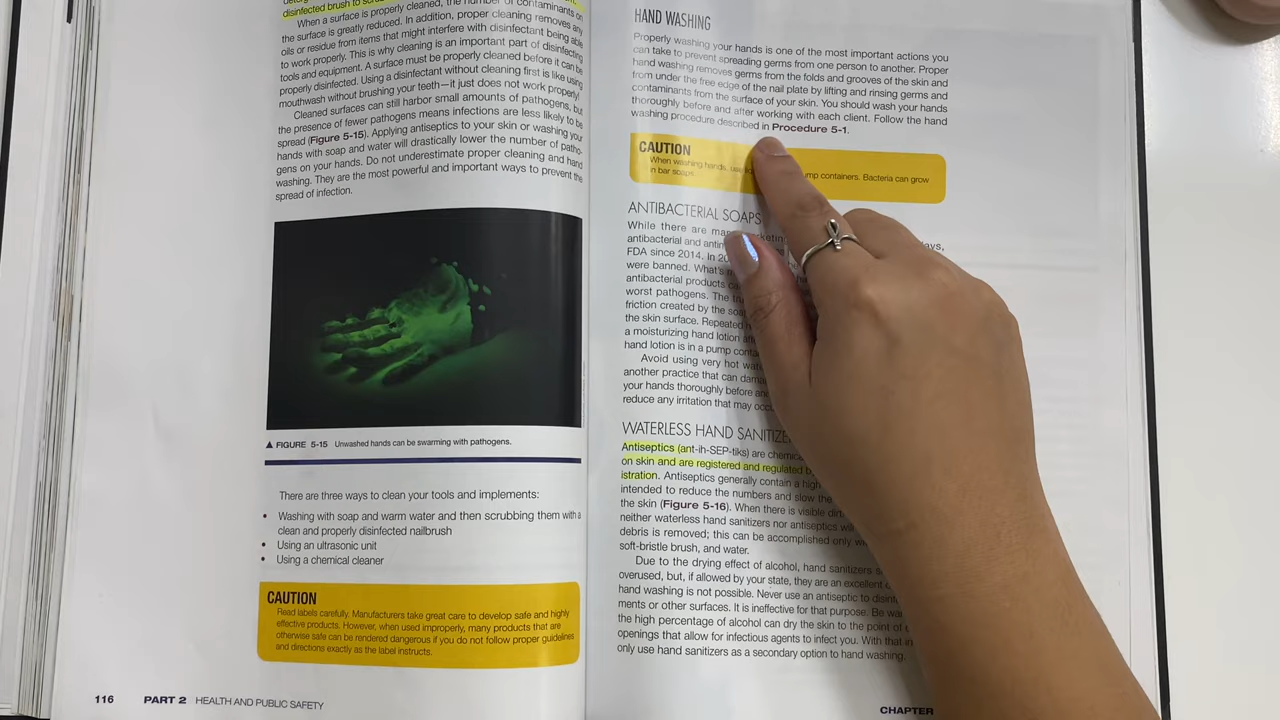 disinfected brush to
When a surface is properly cleaned, the number of contaminants on
the surface is greatly reduced. In addition, proper cleaning removes any
oils or residue from items that might interfere with disinfectant being able
to work properly. This is why cleaning is an important part of disinfecting
tools and equipment. A surface must be properly cleaned before it can be
properly disinfected. Using a disinfectant without cleaning first is like using
mouthwash without brushing your teeth—it just does not work properly!
Cleaned surfaces can still harbor small amounts of pathogens, but
the presence of fewer pathogens means infections are less likely to be
spread (Figure 5-15). Applying antiseptics to your skin or washing your
hands with soap and water will drastically lower the number of patho-
gens on your hands. Do not underestimate proper cleaning and hand
washing. They are the most powerful and important ways to prevent the
spread of infection.
▲ FIGURE 5-15 Unwashed hands can be swarming with pathogens.
There are three ways to clean your tools and implements:
• Washing with soap and warm water and then scrubbing them with a
clean and properly disinfected nailbrush
• Using an ultrasonic unit
• Using a chemical cleaner
CAUTION
Read labels carefully. Manufacturers take great care to develop safe and highly
effective products. However, when used improperly, many products that are
otherwise safe can be rendered dangerous if you do not follow proper guidelines
and directions exactly as the label instructs.
116 PART 2 HEALTH AND PUBLIC SAFETY
HAND WASHING
Properly washing your hands is one of the most important actions you
can take to prevent spreading germs from one person to another. Proper
hand washing removes germs from the folds and grooves of the skin and
from under the free edge of the nail plate by lifting and rinsing germs and
contaminants from the surface of your skin. You should wash your hands
thoroughly before and after working with each client. Follow the hand
washing procedure described in Procedure 5-1.
CAUTION
When washing hands, use ump containers. Bacteria can grow
in bar soaps.
ANTIBACTERIAL SOAPS
While there are ays,
antibacterial and
FDA since 2014. In
were banned. What's
antibacterial products
worst pathogens. The
friction created by the
the skin surface. Repeated
a moisturizing hand lotion
hand lotion is in a pump
Avoid using very hot
another practice that can
your hands thoroughly before
reduce any irritation that may
WATERLESS HAND
Antiseptics (ant-ih-SEP-tiks) are
on skin and are registered and regulated
istration. Antiseptics generally contain a high
intended to reduce the numbers and slow the
the skin (Figure 5-16). When there is visible
neither waterless hand sanitizers nor antiseptics
debris is removed; this can be accomplished only
soft-bristle brush, and water.
Due to the drying effect of alcohol, hand sanitizers
overused, but, if allowed by your state, they are an excellent
hand washing is not possible. Never use an antiseptic to
ments or other surfaces. It is ineffective for that purpose. Be
the high percentage of alcohol can dry the skin to the point of
openings that allow for infectious agents to infect you. With that in
only use hand sanitizers as a secondary option to hand washing.
CHAPTER